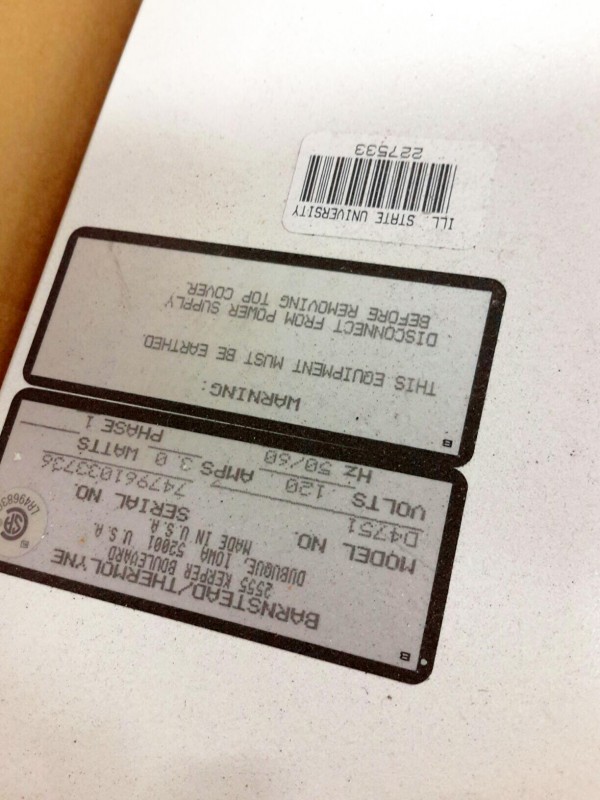 B
BARNSTEAD/THERMOLYNE
2555 KERPER BOULEVARD
DUBUQUE, IOWA 52001 U.S.A.
MADE IN U.S.A.
MODEL NO. SERIAL NO.
D4751 747961033736
VOLTS 120 AMPS 3.0 WATTS
Hz 50/60 PHASE 1
B
WARNING:
THIS EQUIPMENT MUST BE EARTHED.
DISCONNECT FROM POWER SUPPLY
BEFORE REMOVING TOP COVER.
ILL. STATE UNIVERSITY
227533